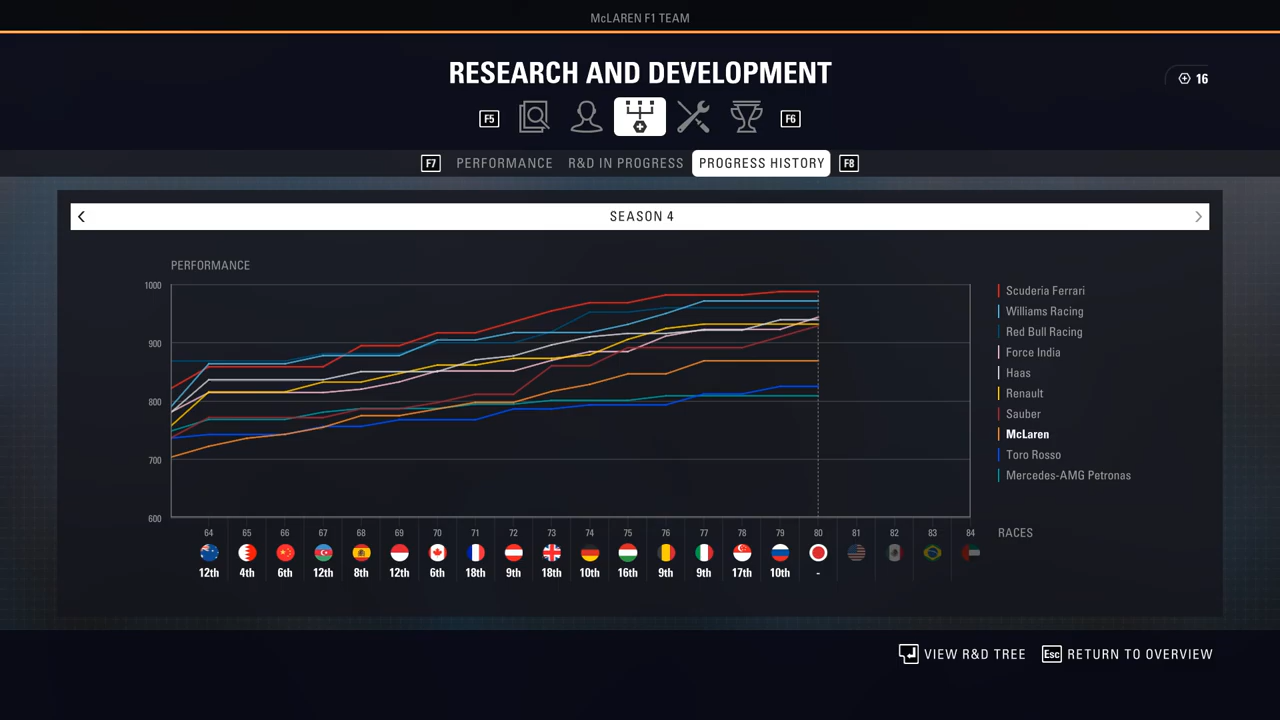 McLAREN F1 TEAM
RESEARCH AND DEVELOPMENT
16
F5 F6
F7 PERFORMANCE R&D IN PROGRESS PROGRESS HISTORY F8
SEASON 4
PERFORMANCE
1000
900
800
700
600
Scuderia Ferrari
Williams Racing
Red Bull Racing
Force India
Haas
Renault
Sauber
McLaren
Toro Rosso
Mercedes-AMG Petronas
64 65 66 67 68 69 70 71 72 73 74 75 76 77 78 79 80 81 82 83 84 RACES
12th 4th 6th 12th 8th 12th 6th 18th 9th 18th 10th 16th 9th 9th 17th 10th -
VIEW R&D TREE Esc RETURN TO OVERVIEW